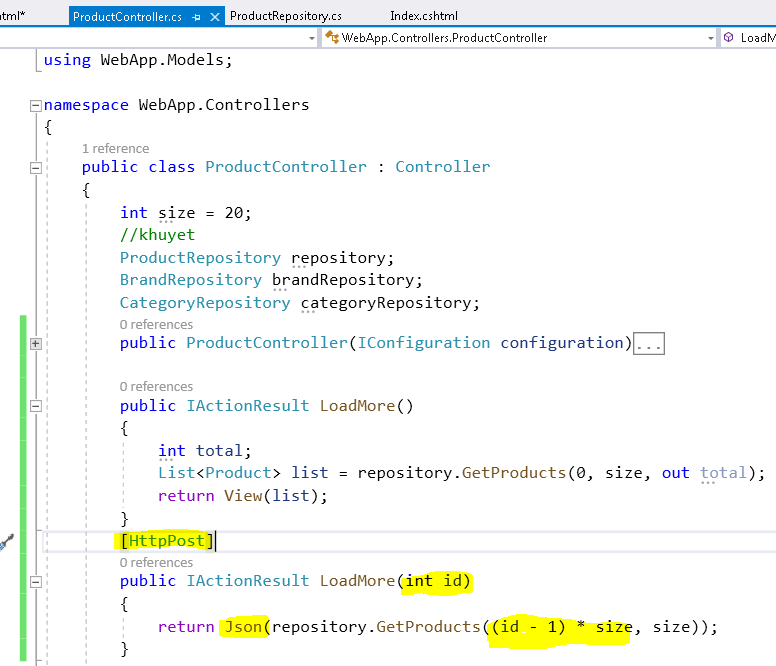 tml* ProductController.cs ProductRepository.cs Index.cshtml
WebApp.Controllers.ProductController LoadM
using WebApp.Models;
namespace WebApp.Controllers
{
1 reference
public class ProductController : Controller
{
int size = 20;
//khuyet
ProductRepository repository;
BrandRepository brandRepository;
CategoryRepository categoryRepository;
0 references
public ProductController(IConfiguration configuration)...
0 references
public IActionResult LoadMore()
{
int total;
List<Product> list = repository.GetProducts(0, size, out total);
return View(list);
}
[HttpPost]
0 references
public IActionResult LoadMore(int id)
{
return Json(repository.GetProducts((id - 1) * size, size));
}